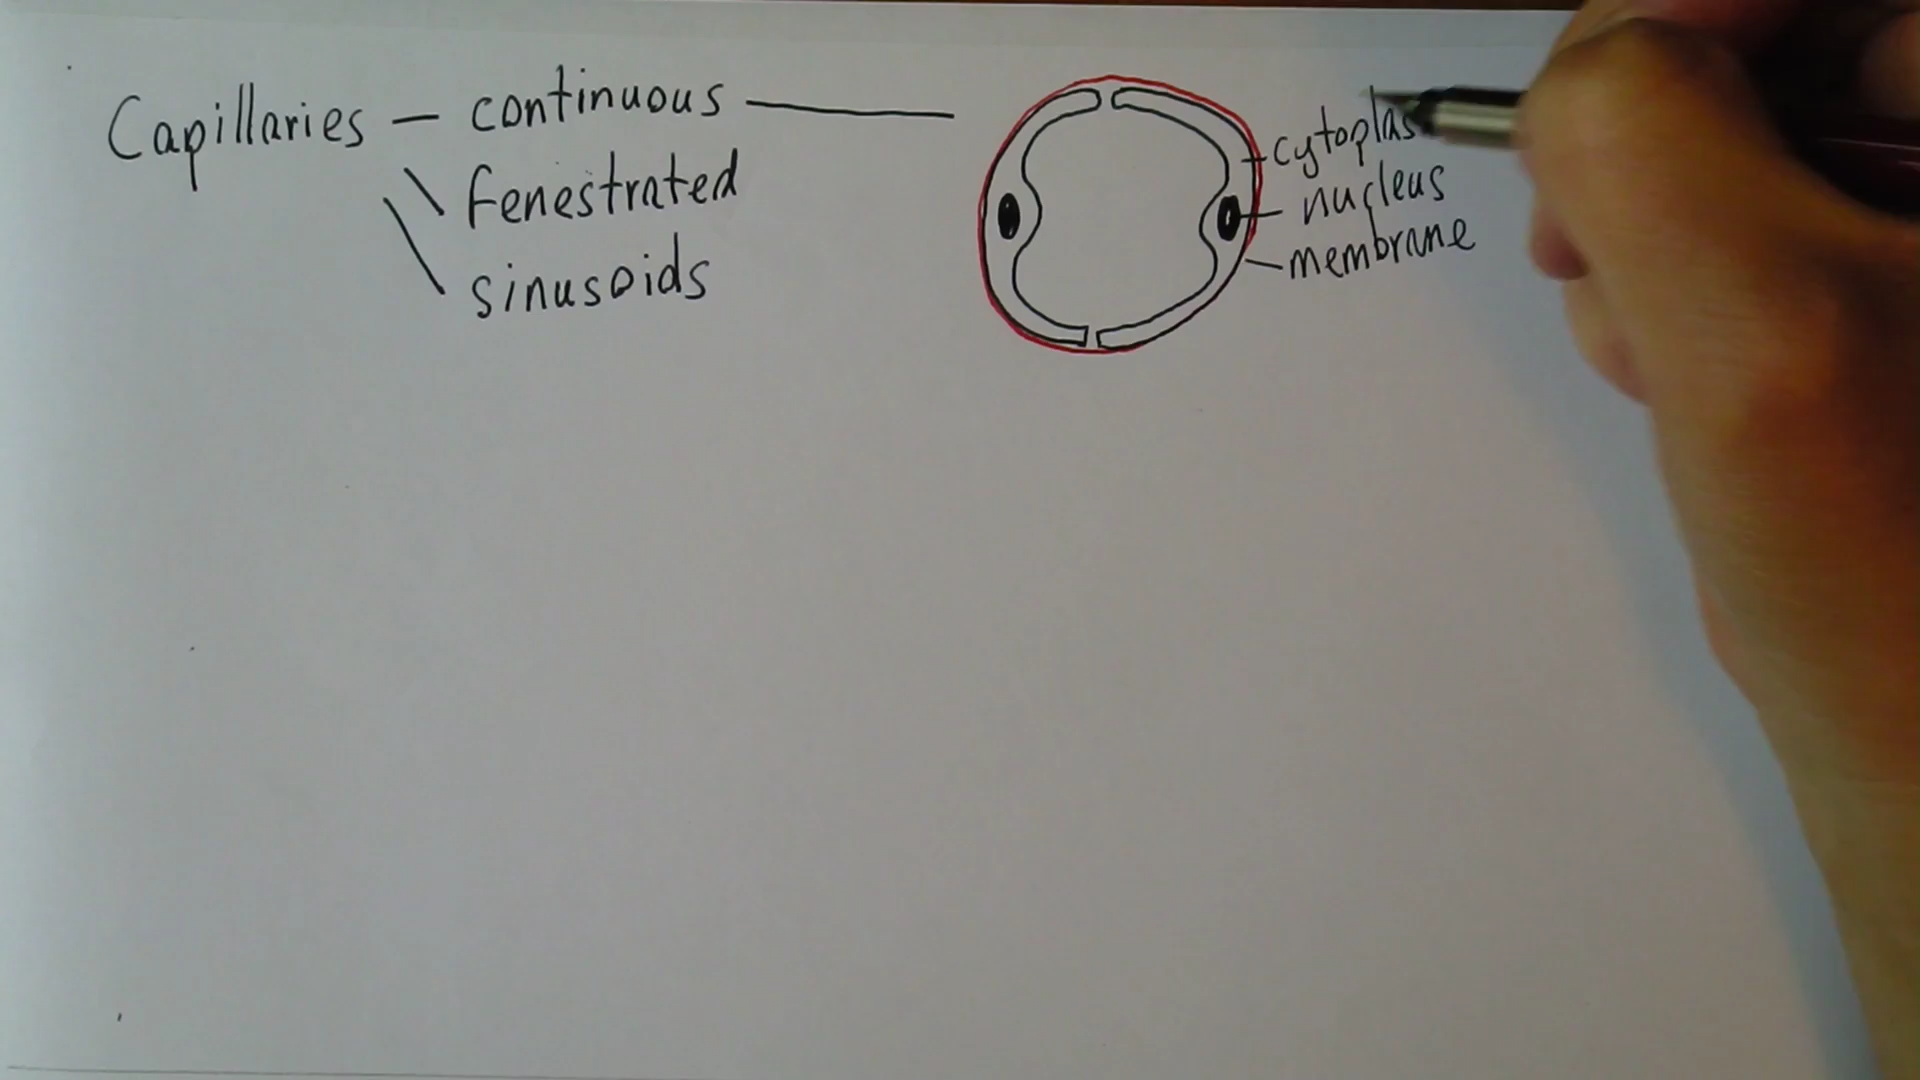 Capillaries — continuous
fenestrated
sinusoids
cytoplas
nucleus
membrane